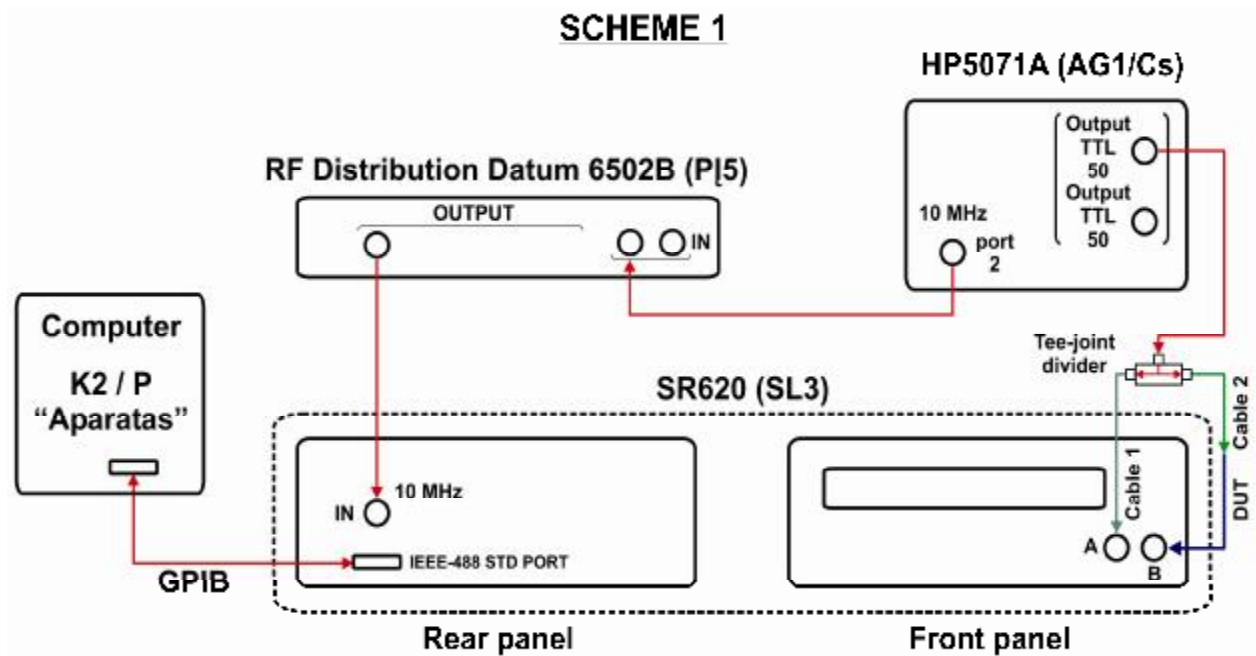 SCHEME 1
HP5071A (AG1/Cs)
Output
TTL
50
Output
TTL
50
10 MHz
port
2
RF Distribution Datum 6502B (P[5)
OUTPUT
IN
Computer
K2 / P
“Aparatas”
Tee-joint
divider
Cable 2
DUT
SR620 (SL3)
10 MHz
IN
IEEE-488 STD PORT
GPIB
Cable 1
A
B
Rear panel
Front panel